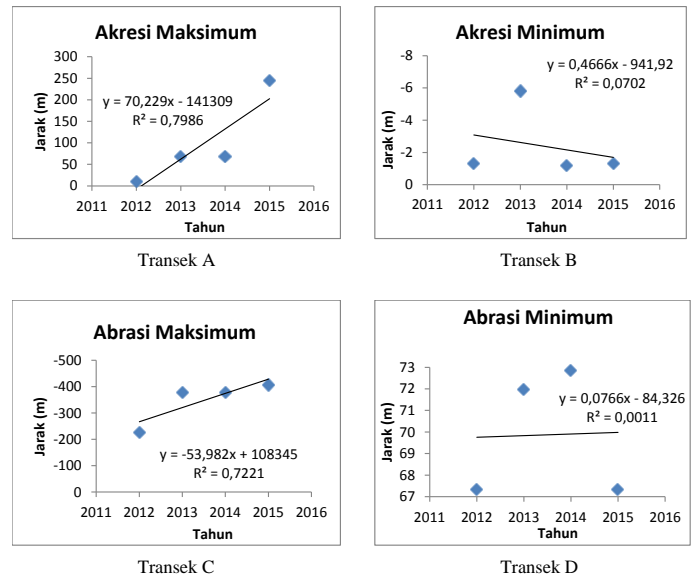 Akresi Maksimum
300
250
200
150
100
50
0
Jarak (m)
y = 70,229x - 141309
R² = 0,7986
2011 2012 2013 2014 2015 2016
Tahun
Transek A
Akresi Minimum
-8
-6
-4
-2
0
Jarak (m)
y = 0,4666x - 941,92
R² = 0,0702
2011 2012 2013 2014 2015 2016
Tahun
Transek B
Abrasi Maksimum
-500
-400
-300
-200
-100
0
Jarak (m)
y = -53,982x + 108345
R² = 0,7221
2011 2012 2013 2014 2015 2016
Tahun
Transek C
Abrasi Minimum
73
72
71
70
69
68
67
Jarak (m)
y = 0,0766x - 84,326
R² = 0,0011
2011 2012 2013 2014 2015 2016
Tahun
Transek D